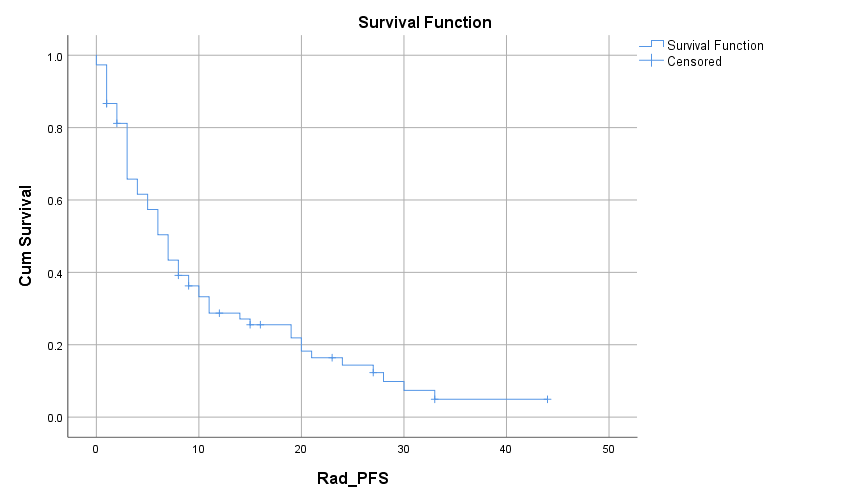 Survival Function
Survival Function
Censored
1.0
0.8
0.6
0.4
0.2
0.0
Cum Survival
0 10 20 30 40 50
Rad_PFS